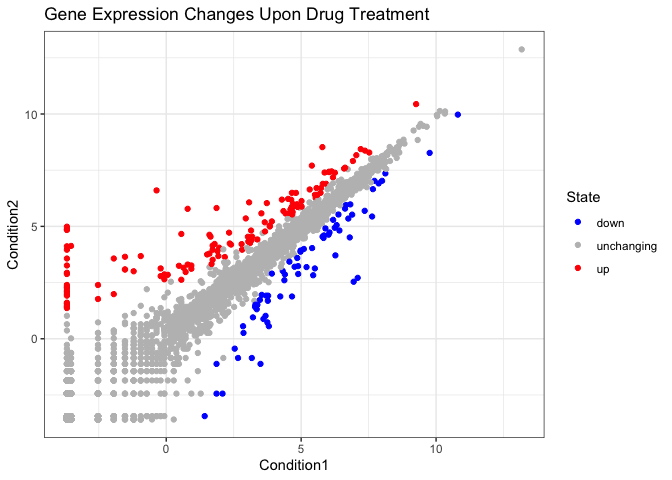 Gene Expression Changes Upon Drug Treatment
10
5
0
Condition2
0
5
10
Condition1
State
down
unchanging
up